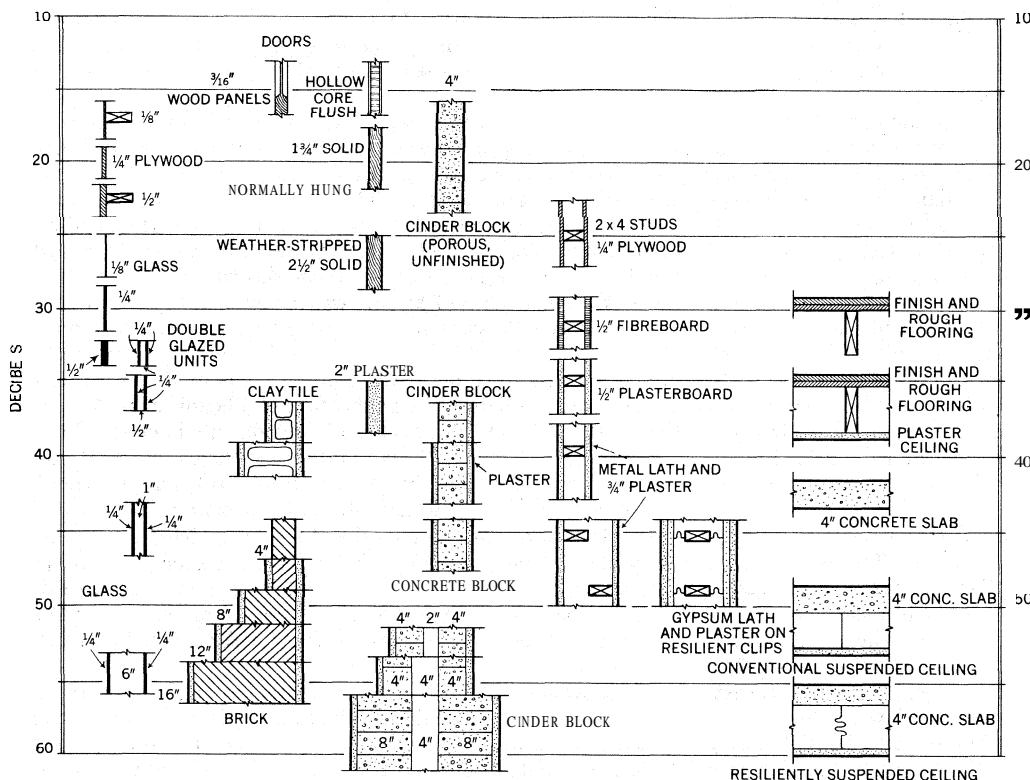 10
10
DOORS
3/16"
WOOD PANELS
HOLLOW
CORE
FLUSH
4"
1/8"
1 3/4" SOLID
20
1/4" PLYWOOD
20
NORMALLY HUNG
1/2"
CINDER BLOCK
(POROUS,
UNFINISHED)
2 x 4 STUDS
1/4" PLYWOOD
WEATHER-STRIPPED
2 1/2" SOLID
1/8" GLASS
1/4"
30
FINISH AND
ROUGH
FLOORING
1/2" FIBREBOARD
1/4"
DOUBLE
GLAZED
UNITS
1/2"
1/4"
1/2"
DECIBE S
2" PLASTER
CLAY TILE
CINDER BLOCK
1/2" PLASTERBOARD
FINISH AND
ROUGH
FLOORING
PLASTER
CEILING
40
40
PLASTER
METAL LATH AND
3/4" PLASTER
1"
1/4"
1/4"
4" CONCRETE SLAB
4"
CONCRETE BLOCK
GLASS
50
50
8"
4" 2" 4"
GYPSUM LATH
AND PLASTER ON
RESILIENT CLIPS
4" CONC. SLAB
CONVENTIONAL SUSPENDED CEILING
1/4"
1/4"
6"
12"
16"
4" 4" 4"
BRICK
CINDER BLOCK
8" 4" 8"
4" CONC. SLAB
60
RESILIENTLY SUSPENDED CEILING